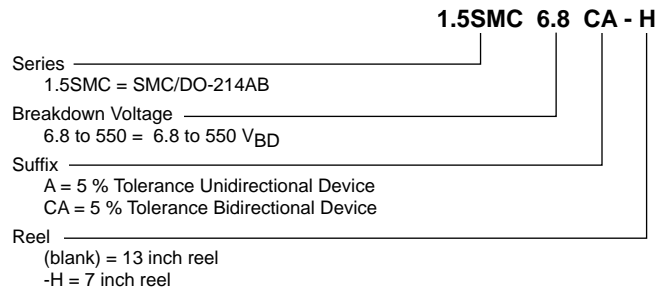 1.5SMC 6.8 CA - H
Series
1.5SMC = SMC/DO-214AB
Breakdown Voltage
6.8 to 550 = 6.8 to 550 VBD
Suffix
A = 5 % Tolerance Unidirectional Device
CA = 5 % Tolerance Bidirectional Device
Reel
(blank) = 13 inch reel
-H = 7 inch reel